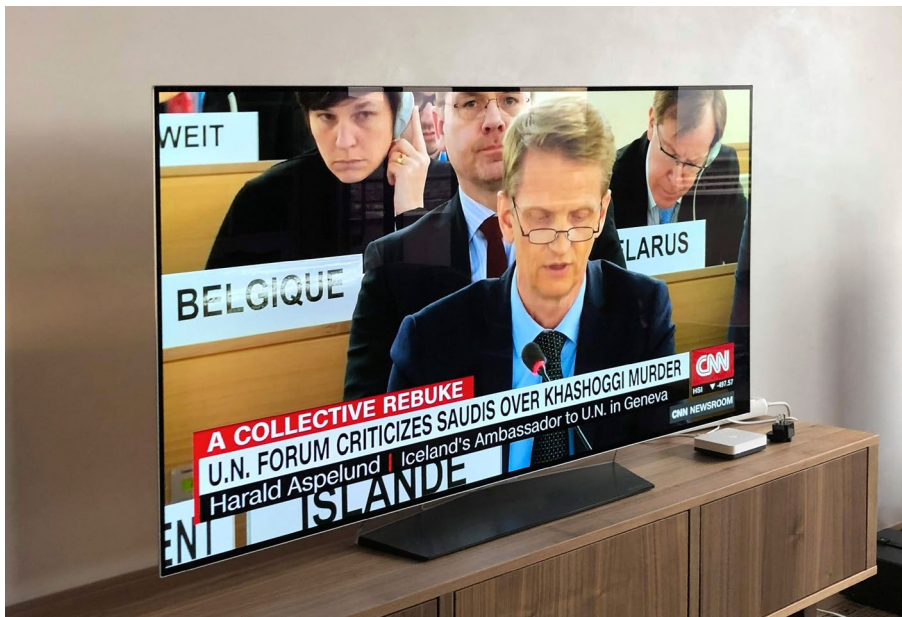 WEIT
BELGIQUE
LARUS
A COLLECTIVE REBUKE
U.N. FORUM CRITICIZES SAUDIS OVER KHASHOGGI MURDER
Harald Aspelund | Iceland's Ambassador to U.N. in Geneva
CNN
HSI ▼ -497.57
CNN NEWSROOM
ENT
ISLANDE